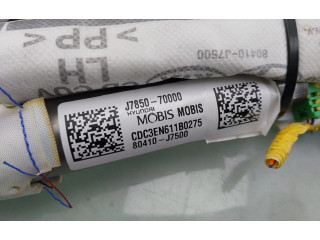 >PP<
LH
80410-J7500
J7850-70000
HYUNDAI
MOBIS MOBIS
CDC3EN611B0275
80410-J7500